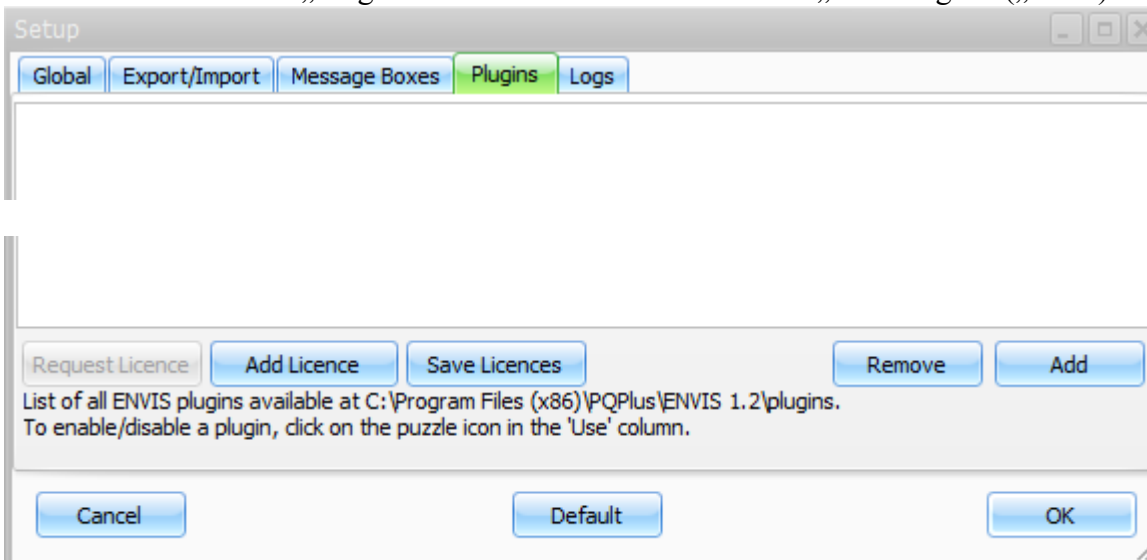 Setup
Global Export/Import Message Boxes Plugins Logs
Request Licence Add Licence Save Licences Remove Add
List of all ENVIS plugins available at C:\Program Files (x86)\PQPlus\ENVIS 1.2\plugins.
To enable/disable a plugin, click on the puzzle icon in the 'Use' column.
Cancel Default OK